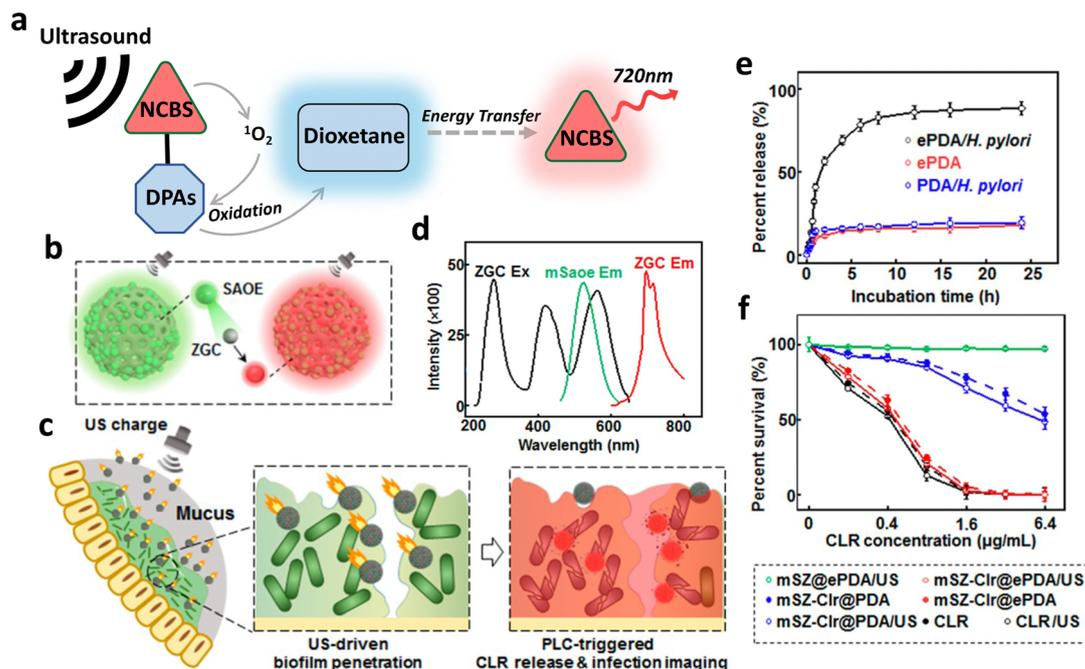 a
Ultrasound
NCBS
¹O₂
DPAs
Oxidation
Dioxetane
Energy Transfer
NCBS
720nm
b
SAOE
ZGC
c
US charge
Mucus
US-driven
biofilm penetration
PLC-triggered
CLR release & infection imaging
d
ZGC Ex
mSaoe Em
ZGC Em
Intensity (×100)
50
25
0
200
400
600
800
Wavelength (nm)
e
Percent release (%)
100
50
0
ePDA/H. pylori
ePDA
PDA/H. pylori
0 5 10 15 20 25
Incubation time (h)
f
Percent survival (%)
100
50
0
0 0.4 1.6 6.4
CLR concentration (μg/mL)
mSZ@ePDA/US
mSZ-Clr@ePDA/US
mSZ-Clr@PDA
mSZ-Clr@ePDA
mSZ-Clr@PDA/US
CLR
CLR/US